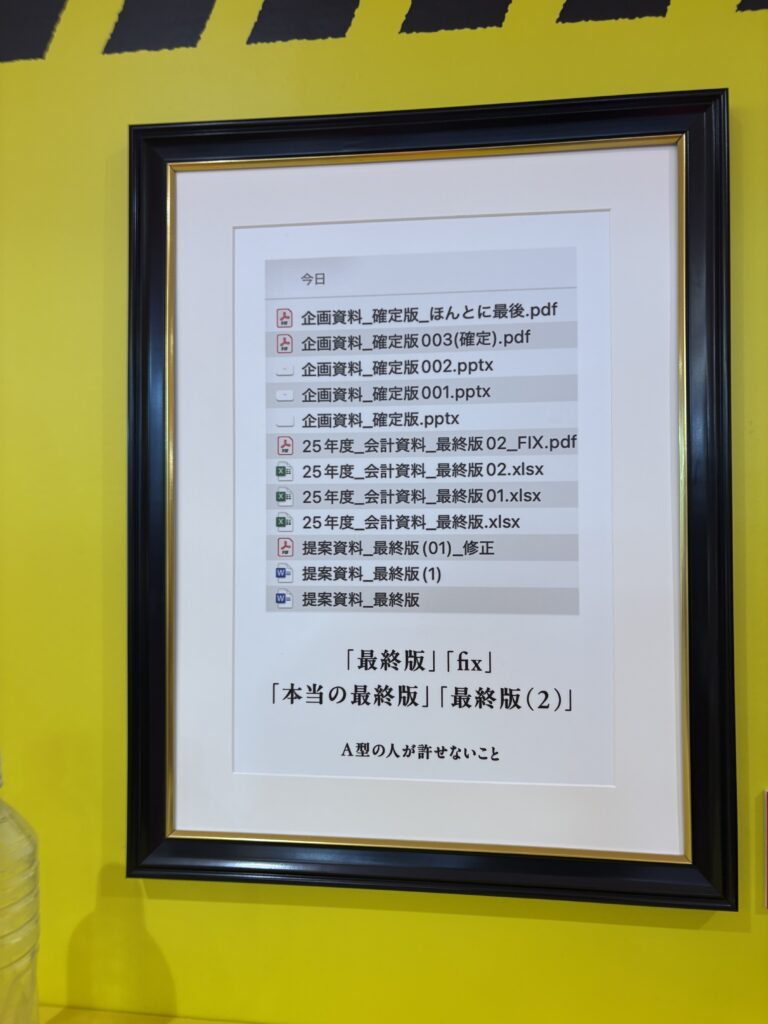 今日
企画資料_確定版_ほんとに最後.pdf
企画資料_確定版003(確定).pdf
企画資料_確定版002.pptx
企画資料_確定版001.pptx
企画資料_確定版.pptx
25年度_会計資料_最終版02_FIX.pdf
25年度_会計資料_最終版02.xlsx
25年度_会計資料_最終版01.xlsx
25年度_会計資料_最終版.xlsx
提案資料_最終版(01)_修正
提案資料_最終版(1)
提案資料_最終版
「最終版」「fix」
「本当の最終版」「最終版(2)」
A型の人が許せないこと